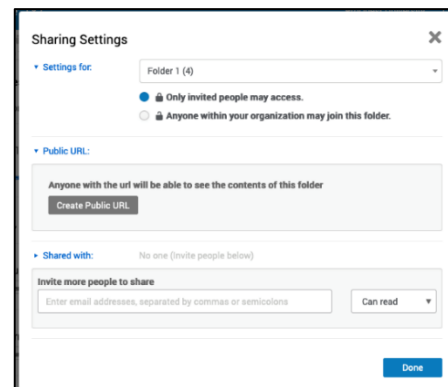 Sharing Settings
Settings for:
Folder 1 (4)
Only invited people may access.
Anyone within your organization may join this folder.
Public URL:
Anyone with the url will be able to see the contents of this folder
Create Public URL
Shared with:
No one (Invite people below)
Invite more people to share
Enter email addresses, separated by commas or semicolons
Can read
Done